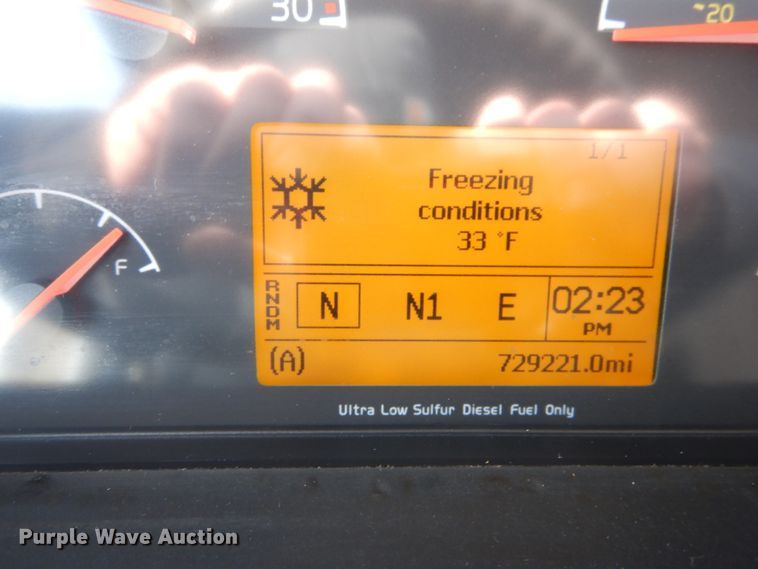 30
~20
1/1
Freezing
conditions
33 °F
F
RNDM
N N1 E
02:23
PM
(A) 729221.0mi
Ultra Low Sulfur Diesel Fuel Only
Purple Wave Auction